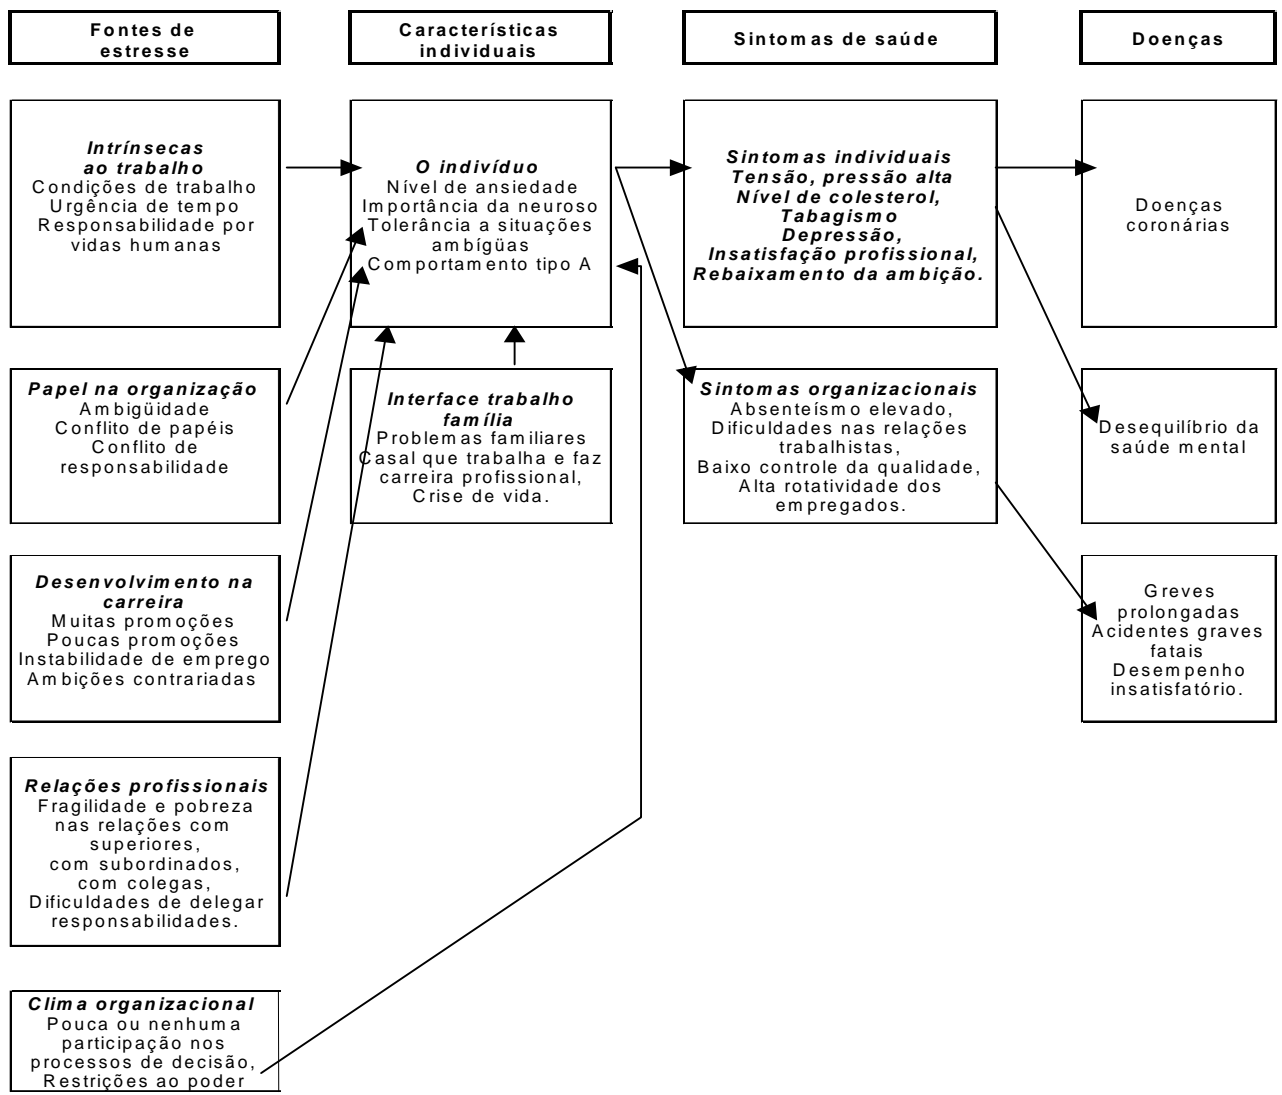 Fontes de
estresse
Características
individuais
Sintomas de saúde
Doenças
Intrínsecas
ao trabalho
Condições de trabalho
Urgência de tempo
Responsabilidade por
vidas humanas
O indivíduo
Nível de ansiedade
Importância da neuroso
Tolerância a situações
ambígüas
Comportamento tipo A
Sintomas individuais
Tensão, pressão alta
Nível de colesterol,
Tabagismo
Depressão,
Insatisfação profissional,
Rebaixamento da ambição.
Doenças
coronárias
Papel na organização
Ambigüidade
Conflito de papéis
Conflito de
responsabilidade
Interface trabalho
família
Problemas familiares
Casal que trabalha e faz
carreira profissional,
Crise de vida.
Sintomas organizacionais
Absenteísmo elevado,
Dificuldades nas relações
trabalhistas,
Baixo controle da qualidade,
Alta rotatividade dos
empregados.
Desequilíbrio da
saúde mental
Desenvolvimento na
carreira
Muitas promoções
Poucas promoções
Instabilidade de emprego
Ambições contrariadas
Greves
prolongadas
Acidentes graves
fatais
Desempenho
insatisfatório.
Relações profissionais
Fragilidade e pobreza
nas relações com
superiores,
com subordinados,
com colegas,
Dificuldades de delegar
responsabilidades.
Clima organizacional
Pouca ou nenhuma
participação nos
processos de decisão,
Restrições ao poder